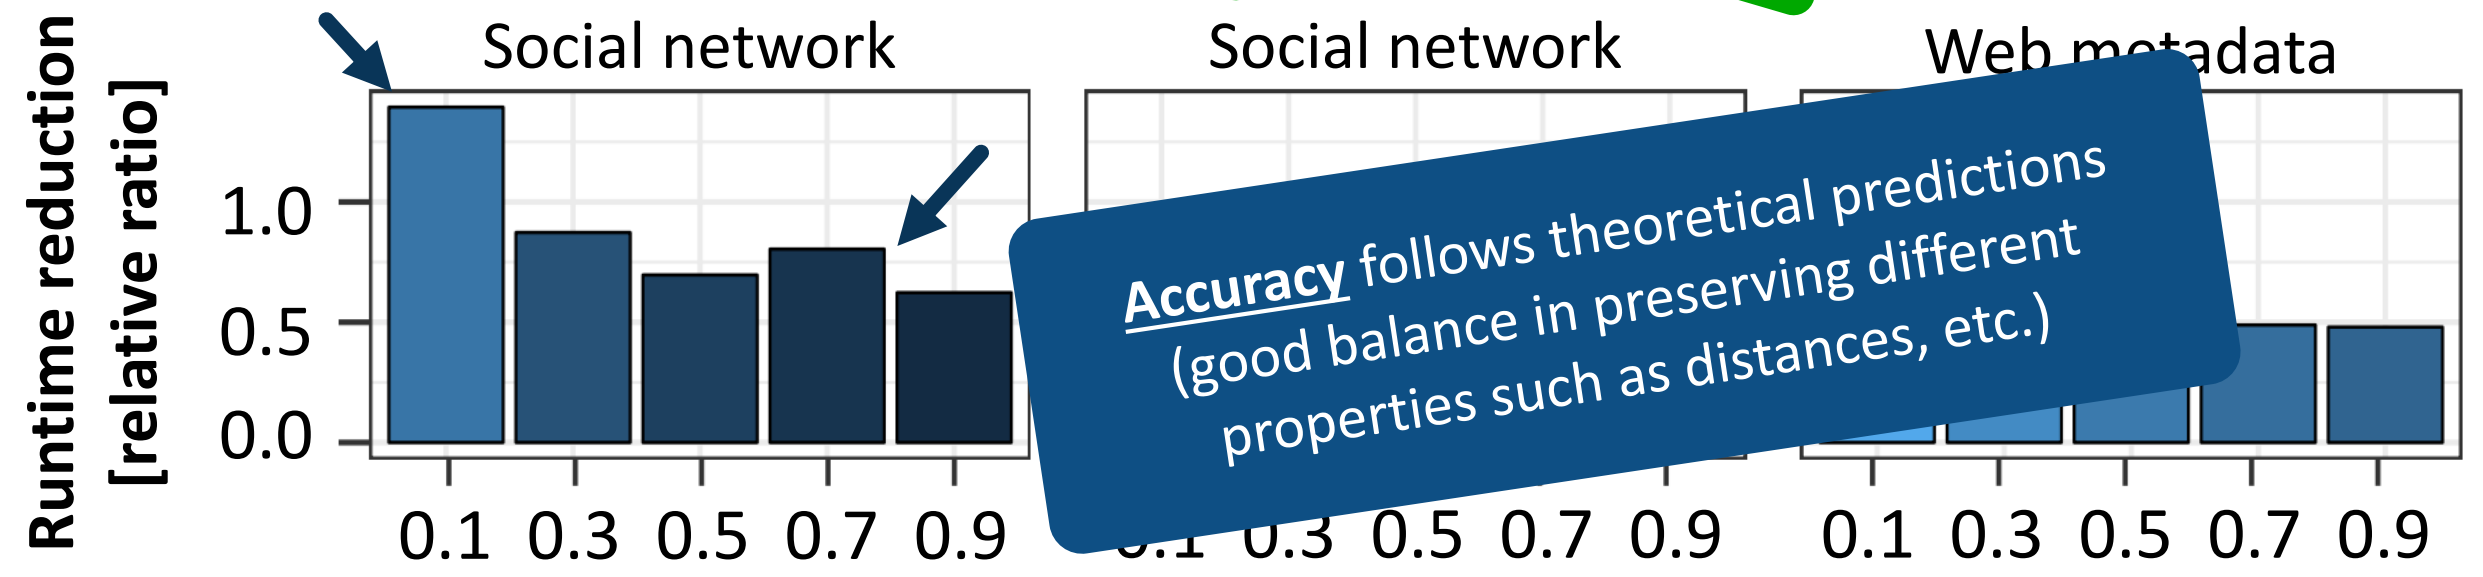 Runtime reduction
[relative ratio]
Social network
Social network
Web metadata
1.0
0.5
0.0
Accuracy follows theoretical predictions
(good balance in preserving different
properties such as distances, etc.)
0.1 0.3 0.5 0.7 0.9
0.1 0.3 0.5 0.7 0.9
0.1 0.3 0.5 0.7 0.9